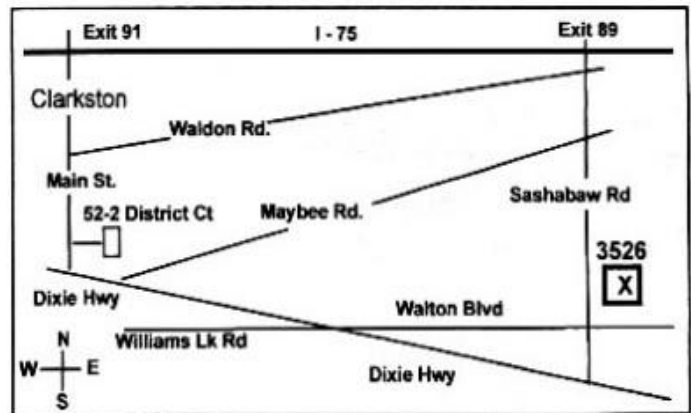 Exit 91 I - 75 Exit 89
Clarkston
Waldon Rd.
Main St.
Sashabaw Rd
52-2 District Ct
Maybee Rd.
3526
X
Dixie Hwy
Walton Blvd
Williams Lk Rd
N
W E
S
Dixie Hwy